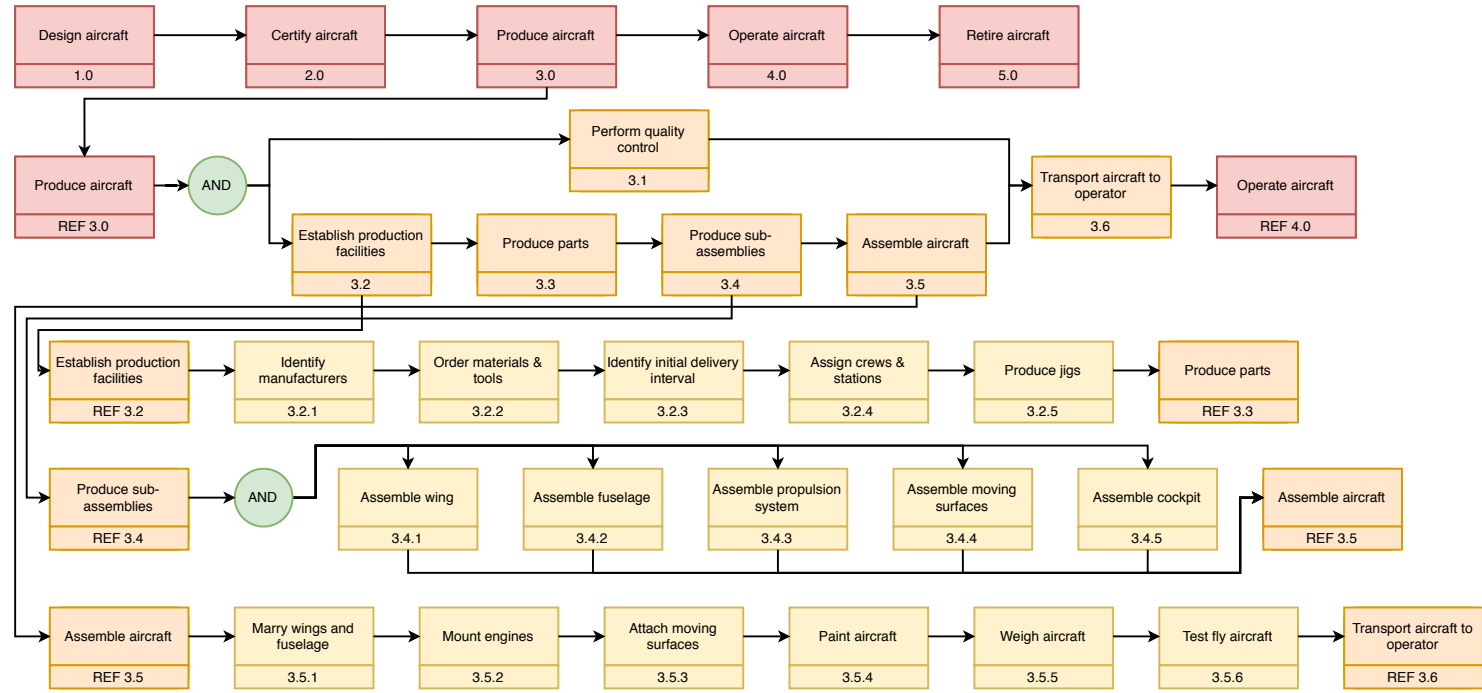 Design aircraft
1.0
Certify aircraft
2.0
Produce aircraft
3.0
Operate aircraft
4.0
Retire aircraft
5.0
Produce aircraft
REF 3.0
AND
Perform quality
control
3.1
Establish production
facilities
3.2
Produce parts
3.3
Produce sub-
assemblies
3.4
Assemble aircraft
3.5
Transport aircraft to
operator
3.6
Operate aircraft
REF 4.0
Establish production
facilities
REF 3.2
Identify
manufacturers
3.2.1
Order materials &
tools
3.2.2
Identify initial delivery
interval
3.2.3
Assign crews &
stations
3.2.4
Produce jigs
3.2.5
Produce parts
REF 3.3
Produce sub-
assemblies
REF 3.4
AND
Assemble wing
3.4.1
Assemble fuselage
3.4.2
Assemble propulsion
system
3.4.3
Assemble moving
surfaces
3.4.4
Assemble cockpit
3.4.5
Assemble aircraft
REF 3.5
Assemble aircraft
REF 3.5
Marry wings and
fuselage
3.5.1
Mount engines
3.5.2
Attach moving
surfaces
3.5.3
Paint aircraft
3.5.4
Weigh aircraft
3.5.5
Test fly aircraft
3.5.6
Transport aircraft to
operator
REF 3.6